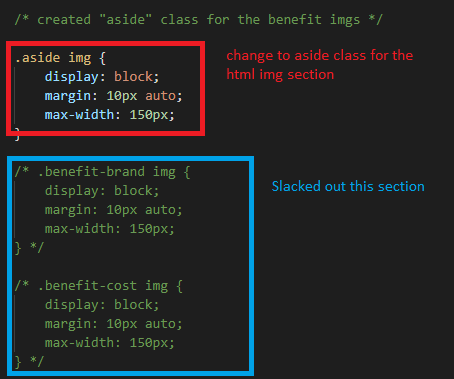 /* created "aside" class for the benefit imgs */
.aside img {
display: block;
margin: 10px auto;
max-width: 150px;
}
change to aside class for the
html img section
/* .benefit-brand img {
display: block;
margin: 10px auto;
max-width: 150px;
} */
Slacked out this section
/* .benefit-cost img {
display: block;
margin: 10px auto;
max-width: 150px;
} */